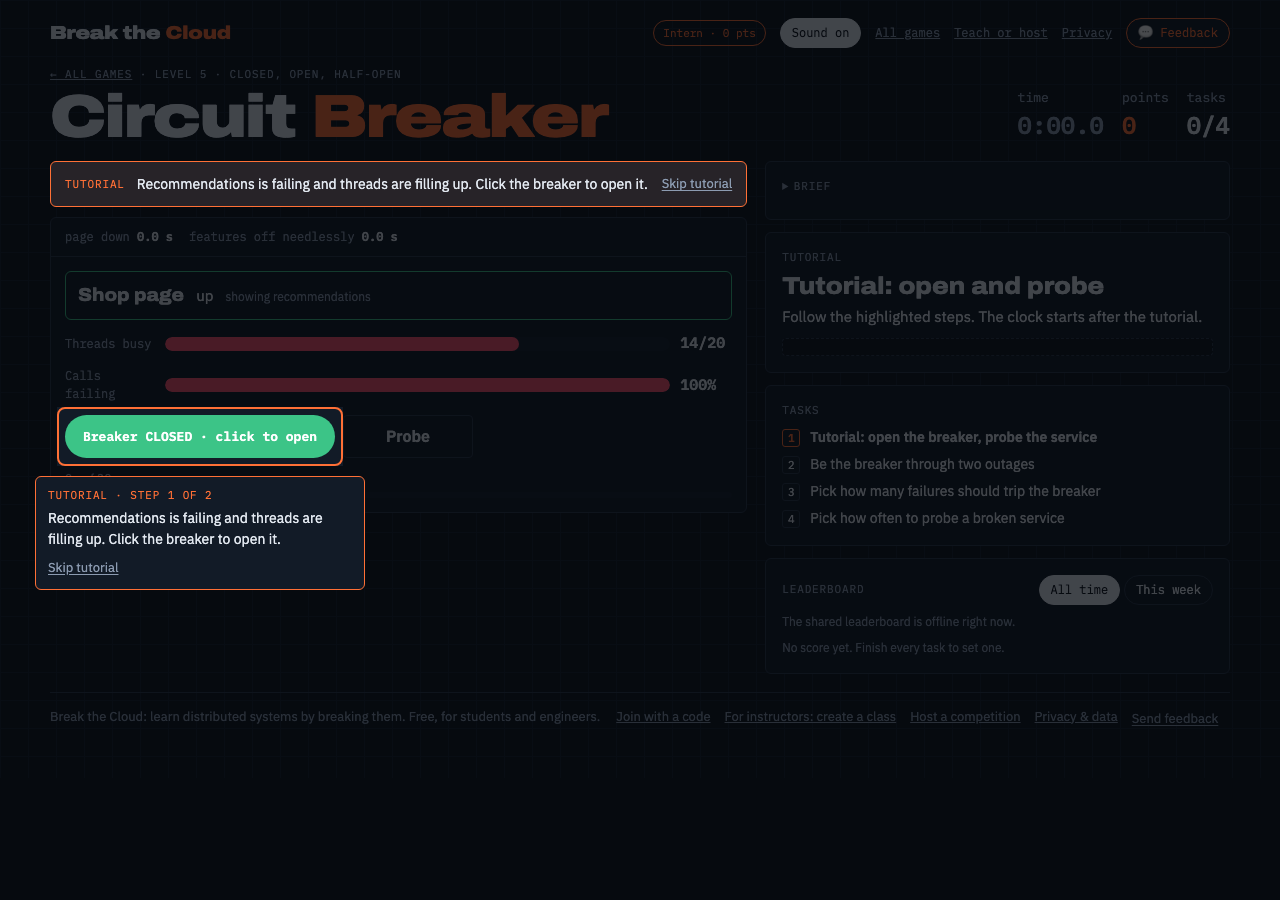 Break the Cloud
Intern · 0 pts
Sound on
All games
Teach or host
Privacy
💬 Feedback
← ALL GAMES · LEVEL 5 · CLOSED, OPEN, HALF-OPEN
Circuit Breaker
time
points
tasks
0:00.0
0
0/4
TUTORIAL Recommendations is failing and threads are filling up. Click the breaker to open it. Skip tutorial
page down 0.0 s features off needlessly 0.0 s
Shop page up showing recommendations
Threads busy 14/20
Calls failing 100%
Breaker CLOSED · click to open
Probe
TUTORIAL · STEP 1 OF 2
Recommendations is failing and threads are
filling up. Click the breaker to open it.
Skip tutorial
▶ BRIEF
TUTORIAL
Tutorial: open and probe
Follow the highlighted steps. The clock starts after the tutorial.
TASKS
1 Tutorial: open the breaker, probe the service
2 Be the breaker through two outages
3 Pick how many failures should trip the breaker
4 Pick how often to probe a broken service
LEADERBOARD
All time
This week
The shared leaderboard is offline right now.
No score yet. Finish every task to set one.
Break the Cloud: learn distributed systems by breaking them. Free, for students and engineers.
Join with a code
For instructors: create a class
Host a competition
Privacy & data
Send feedback